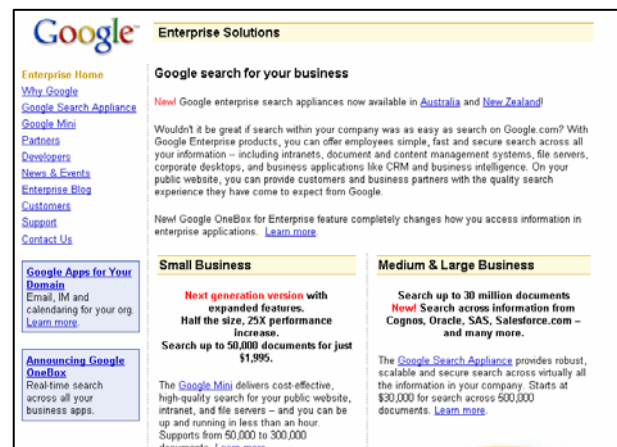 Google™
Enterprise Solutions
Enterprise Home
Why Google
Google Search Appliance
Google Mini
Partners
Developers
News & Events
Enterprise Blog
Customers
Support
Contact Us
Google Apps for Your
Domain
Email, IM and
calendaring for your org.
Learn more.
Announcing Google
OneBox
Real-time search
across all your
business apps.
Google search for your business
New! Google enterprise search appliances now available in Australia and New Zealand!
Wouldn't it be great if search within your company was as easy as search on Google.com? With
Google Enterprise products, you can offer employees simple, fast and secure search across all
your information -- including intranets, document and content management systems, file servers,
corporate desktops, and business applications like CRM and business intelligence. On your
public website, you can provide customers and business partners with the quality search
experience they have come to expect from Google.
New! Google OneBox for Enterprise feature completely changes how you access information in
enterprise applications. Learn more.
Small Business
Next generation version with
expanded features.
Half the size, 25X performance
increase.
Search up to 50,000 documents for just
$1,995.
The Google Mini delivers cost-effective,
high-quality search for your public website,
intranet, and file servers – and you can be
up and running in less than an hour.
Supports from 50,000 to 300,000
documents. Learn more.
Medium & Large Business
Search up to 30 million documents
New! Search across information from
Cognos, Oracle, SAS, Salesforce.com –
and many more.
The Google Search Appliance provides robust,
scalable and secure search across virtually all
the information in your company. Starts at
$30,000 for search across 500,000
documents. Learn more.